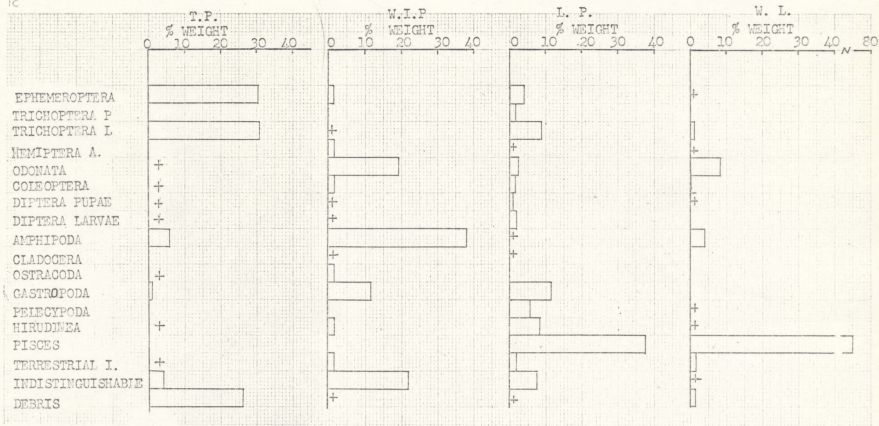 1C
T.P. W.I.P L. P. W. L.
% WEIGHT % WEIGHT % WEIGHT % WEIGHT
0 10 20 30 40 0 10 20 30 40 0 10 20 30 40 0 10 20 30 40 80
EPHEMEROPTERA
TRICHOPTERA P
TRICHOPTERA L
HEMIPTERA A.
ODONATA
COLEOPTERA
DIPTERA PUPAE
DIPTERA LARVAE
AMPHIPODA
CLADOCERA
OSTRACODA
GASTROPODA
PELECYPODA
HIRUDINEA
PISCES
TERRESTRIAL I.
INDISTINGUISHABLE
DEBRIS